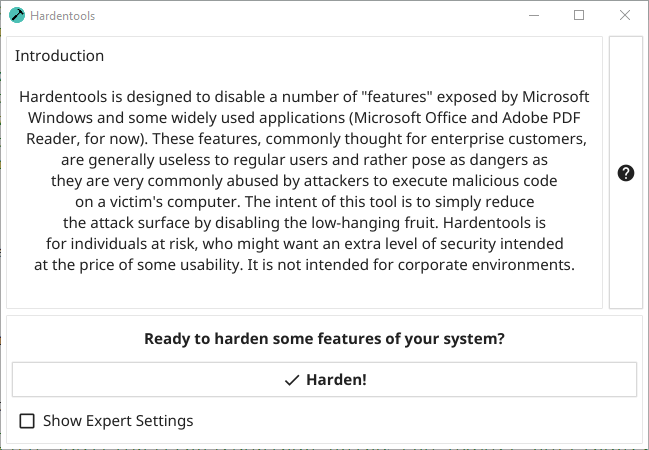 Hardentools
Introduction
Hardentools is designed to disable a number of "features" exposed by Microsoft
Windows and some widely used applications (Microsoft Office and Adobe PDF
Reader, for now). These features, commonly thought for enterprise customers,
are generally useless to regular users and rather pose as dangers as
they are very commonly abused by attackers to execute malicious code
on a victim's computer. The intent of this tool is to simply reduce
the attack surface by disabling the low-hanging fruit. Hardentools is
for individuals at risk, who might want an extra level of security intended
at the price of some usability. It is not intended for corporate environments.
Ready to harden some features of your system?
Harden!
Show Expert Settings